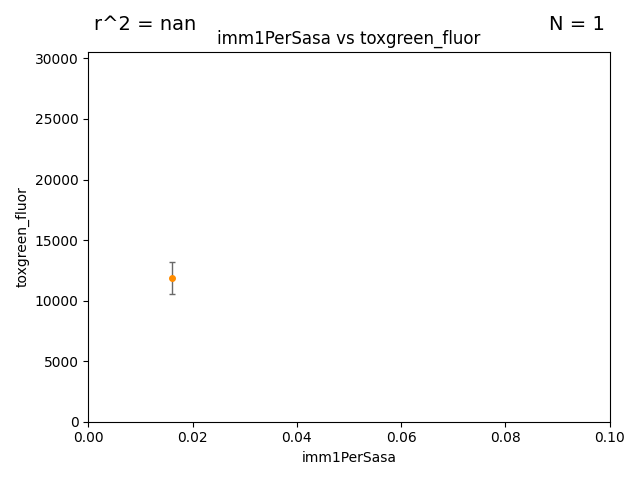 r^2 = nan
N = 1
imm1PerSasa vs toxgreen_fluor
30000
25000
20000
15000
10000
5000
0
toxgreen_fluor
0.00 0.02 0.04 0.06 0.08 0.10
imm1PerSasa